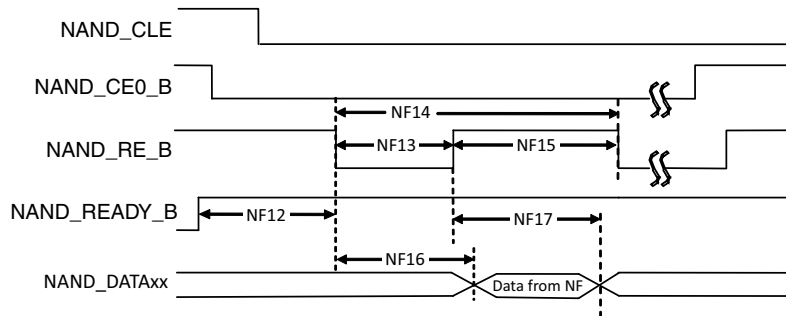 NAND_CLE
NAND_CE0_B
NF14
NAND_RE_B
NF13
NF15
NAND_READY_B
NF12
NF17
NF16
NAND_DATAxx
Data from NF